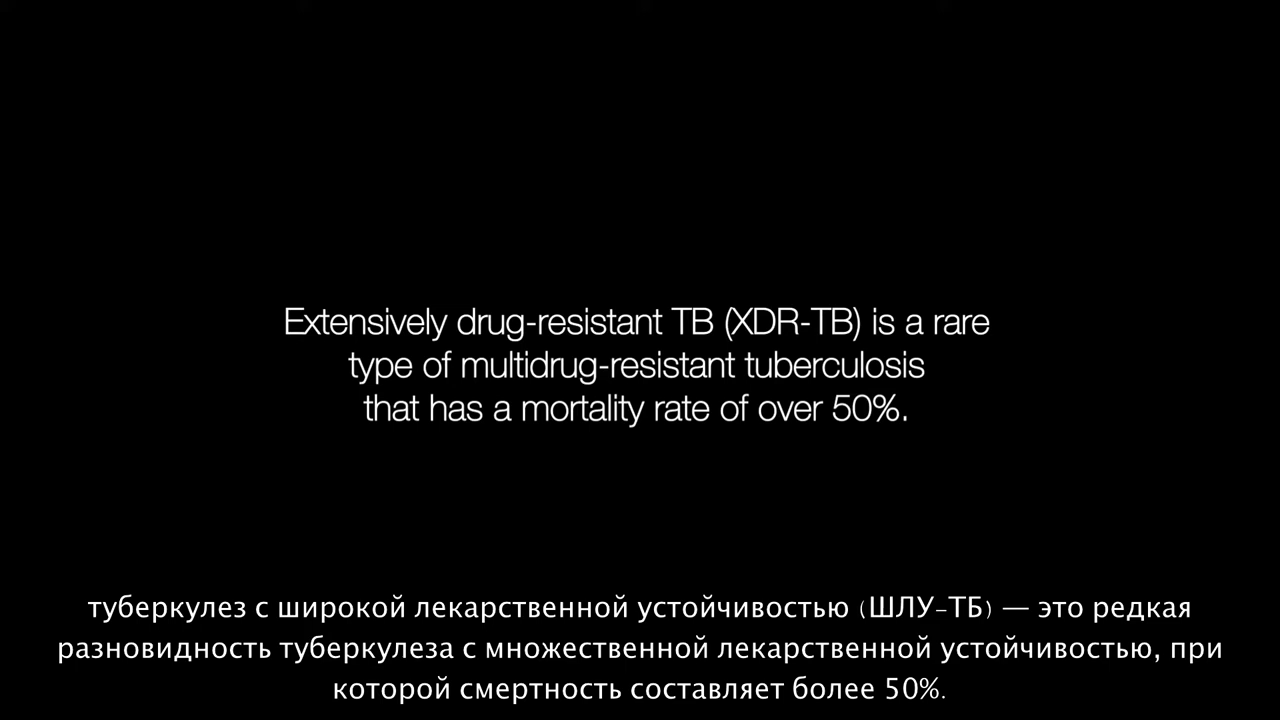 Extensively drug-resistant TB (XDR-TB) is a rare
type of multidrug-resistant tuberculosis
that has a mortality rate of over 50%.
туберкулез с широкой лекарственной устойчивостью (ШЛУ-ТБ) — это редкая
разновидность туберкулеза с множественной лекарственной устойчивостью, при
которой смертность составляет более 50%.